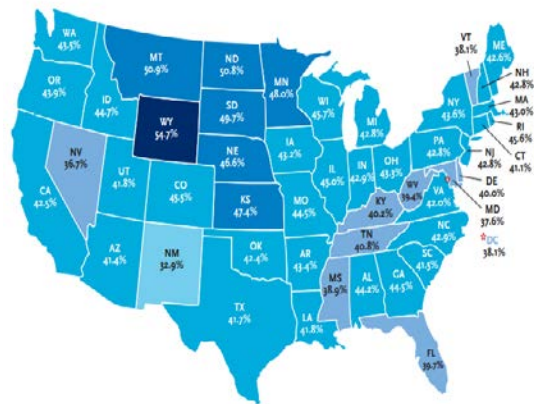 WA
43.5%
OR
43.9%
CA
42.5%
NV
36.7%
ID
44.7%
MT
50.9%
WY
54.7%
UT
41.8%
AZ
41.4%
CO
45.5%
NM
32.9%
ND
50.8%
SD
49.7%
NE
46.6%
KS
47.4%
OK
42.4%
TX
41.7%
MN
48.0%
IA
43.2%
MO
44.5%
AR
43.4%
LA
41.8%
WI
45.7%
IL
45.0%
MI
42.8%
IN
42.9%
OH
43.3%
KY
40.2%
TN
40.8%
MS
38.9%
AL
44.2%
GA
44.5%
FL
39.7%
SC
41.5%
NC
42.9%
VA
42.0%
WV
39.4%
PA
42.8%
NY
43.6%
VT
38.1%
ME
42.6%
NH
42.8%
MA
43.0%
RI
45.6%
CT
41.1%
NJ
42.8%
DE
40.0%
MD
37.6%
DC
38.1%